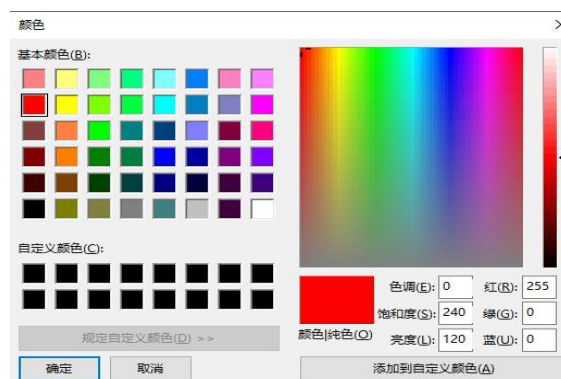 颜色
基本颜色(B):
自定义颜色(C):
规定自定义颜色(D) >>
确定
取消
颜色|纯色(O)
色调(E): 0
红(R): 255
饱和度(S): 240
绿(G): 0
亮度(L): 120
蓝(U): 0
添加到自定义颜色(A)